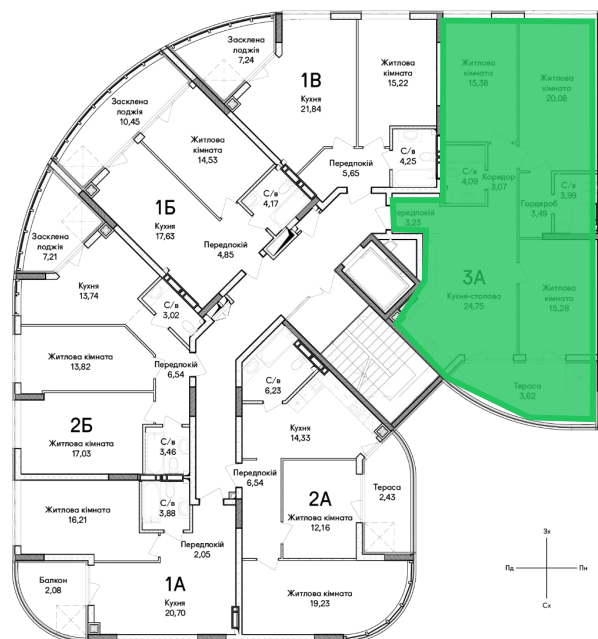 Засклена
лоджія
7,24
1В
Кухня
21,84
Житлова
кімната
15,22
Житлова
кімната
15,38
Житлова
кімната
20,08
Засклена
лоджія
10,45
Житлова
кімната
14,53
С/в
4,25
Передпокій
5,65
С/в
4,17
С/в
4,09
Коридор
3,07
С/в
3,99
Гардероб
3,49
1Б
Кухня
17,63
Передпокій
3,23
Засклена
лоджія
7,21
Передпокій
4,85
3А
Кухня-столова
24,75
Житлова
кімната
15,28
Кухня
13,74
С/в
3,02
Житлова кімната
13,82
Передпокій
6,54
С/в
6,23
Тераса
3,62
2Б
Житлова кімната
17,03
С/в
3,46
Кухня
14,33
Передпокій
6,54
Тераса
2,43
2А
Житлова кімната
12,16
Житлова кімната
16,21
С/в
3,88
Передпокій
2,05
Балкон
2,08
1А
Кухня
20,70
Житлова кімната
19,23
Зх
Пд
Пн
Сх